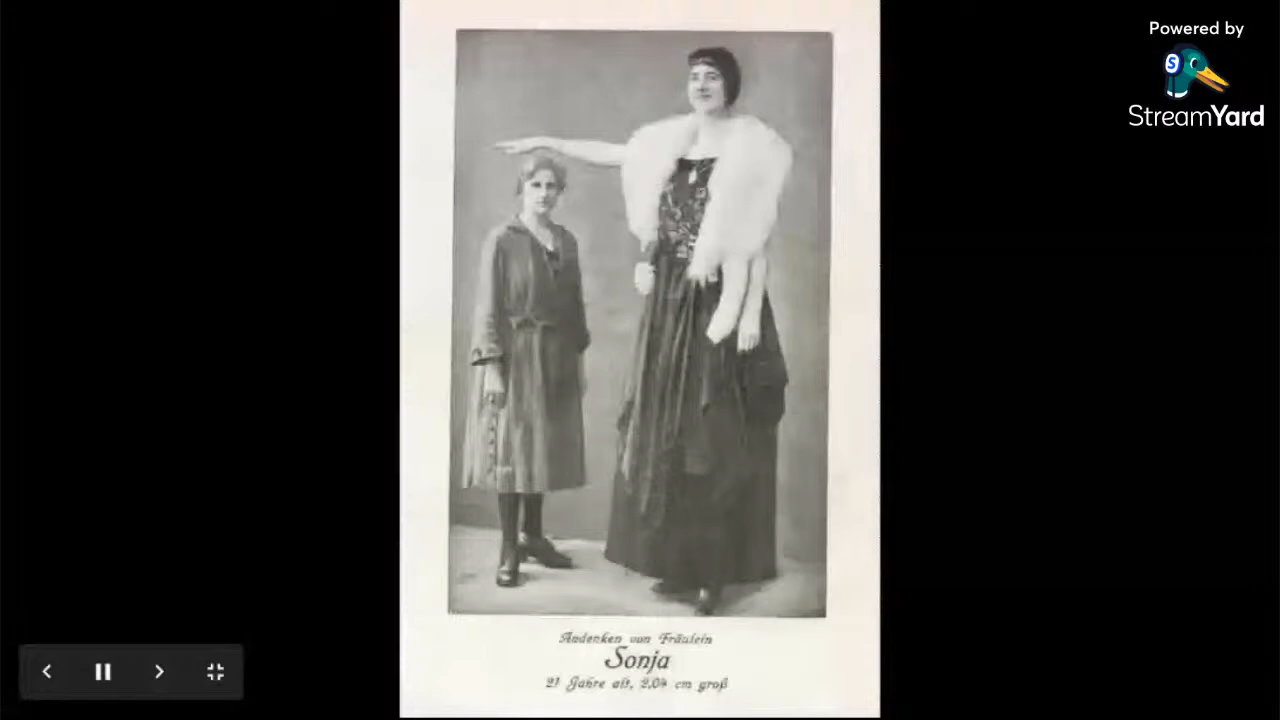 Powered by
S
StreamYard
Andenken von Fräulein
Sonja
21 Jahre alt, 2,04 cm groß